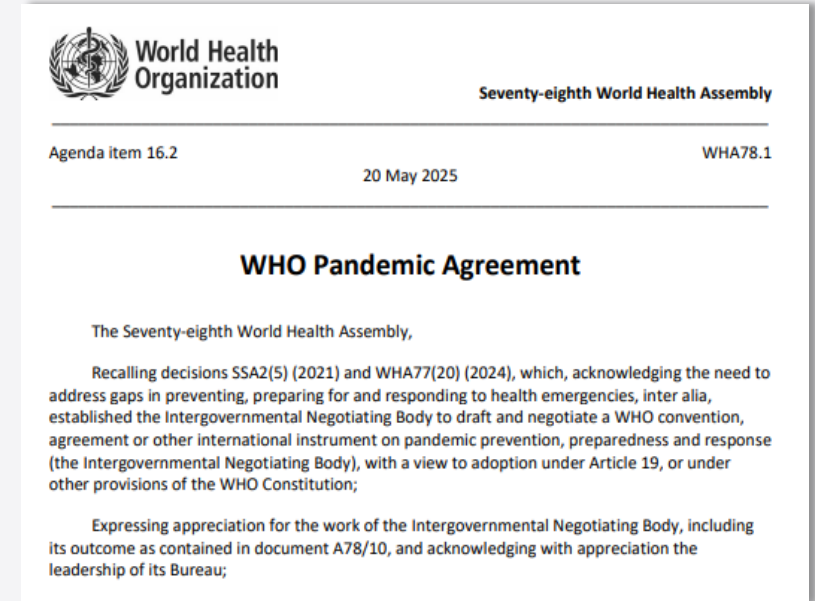 World Health
Organization
Seventy-eighth World Health Assembly
Agenda item 16.2
WHA78.1
20 May 2025
WHO Pandemic Agreement
The Seventy-eighth World Health Assembly,
Recalling decisions SSA2(5) (2021) and WHA77(20) (2024), which, acknowledging the need to
address gaps in preventing, preparing for and responding to health emergencies, inter alia,
established the Intergovernmental Negotiating Body to draft and negotiate a WHO convention,
agreement or other international instrument on pandemic prevention, preparedness and response
(the Intergovernmental Negotiating Body), with a view to adoption under Article 19, or under
other provisions of the WHO Constitution;
Expressing appreciation for the work of the Intergovernmental Negotiating Body, including
its outcome as contained in document A78/10, and acknowledging with appreciation the
leadership of its Bureau;